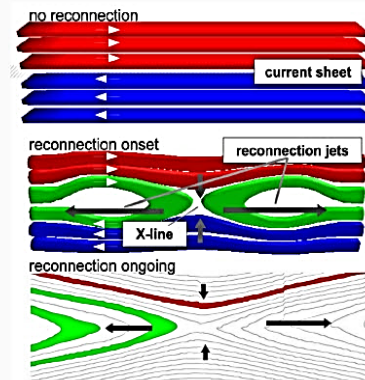 no reconnection
current sheet
reconnection onset
reconnection jets
X-line
reconnection ongoing